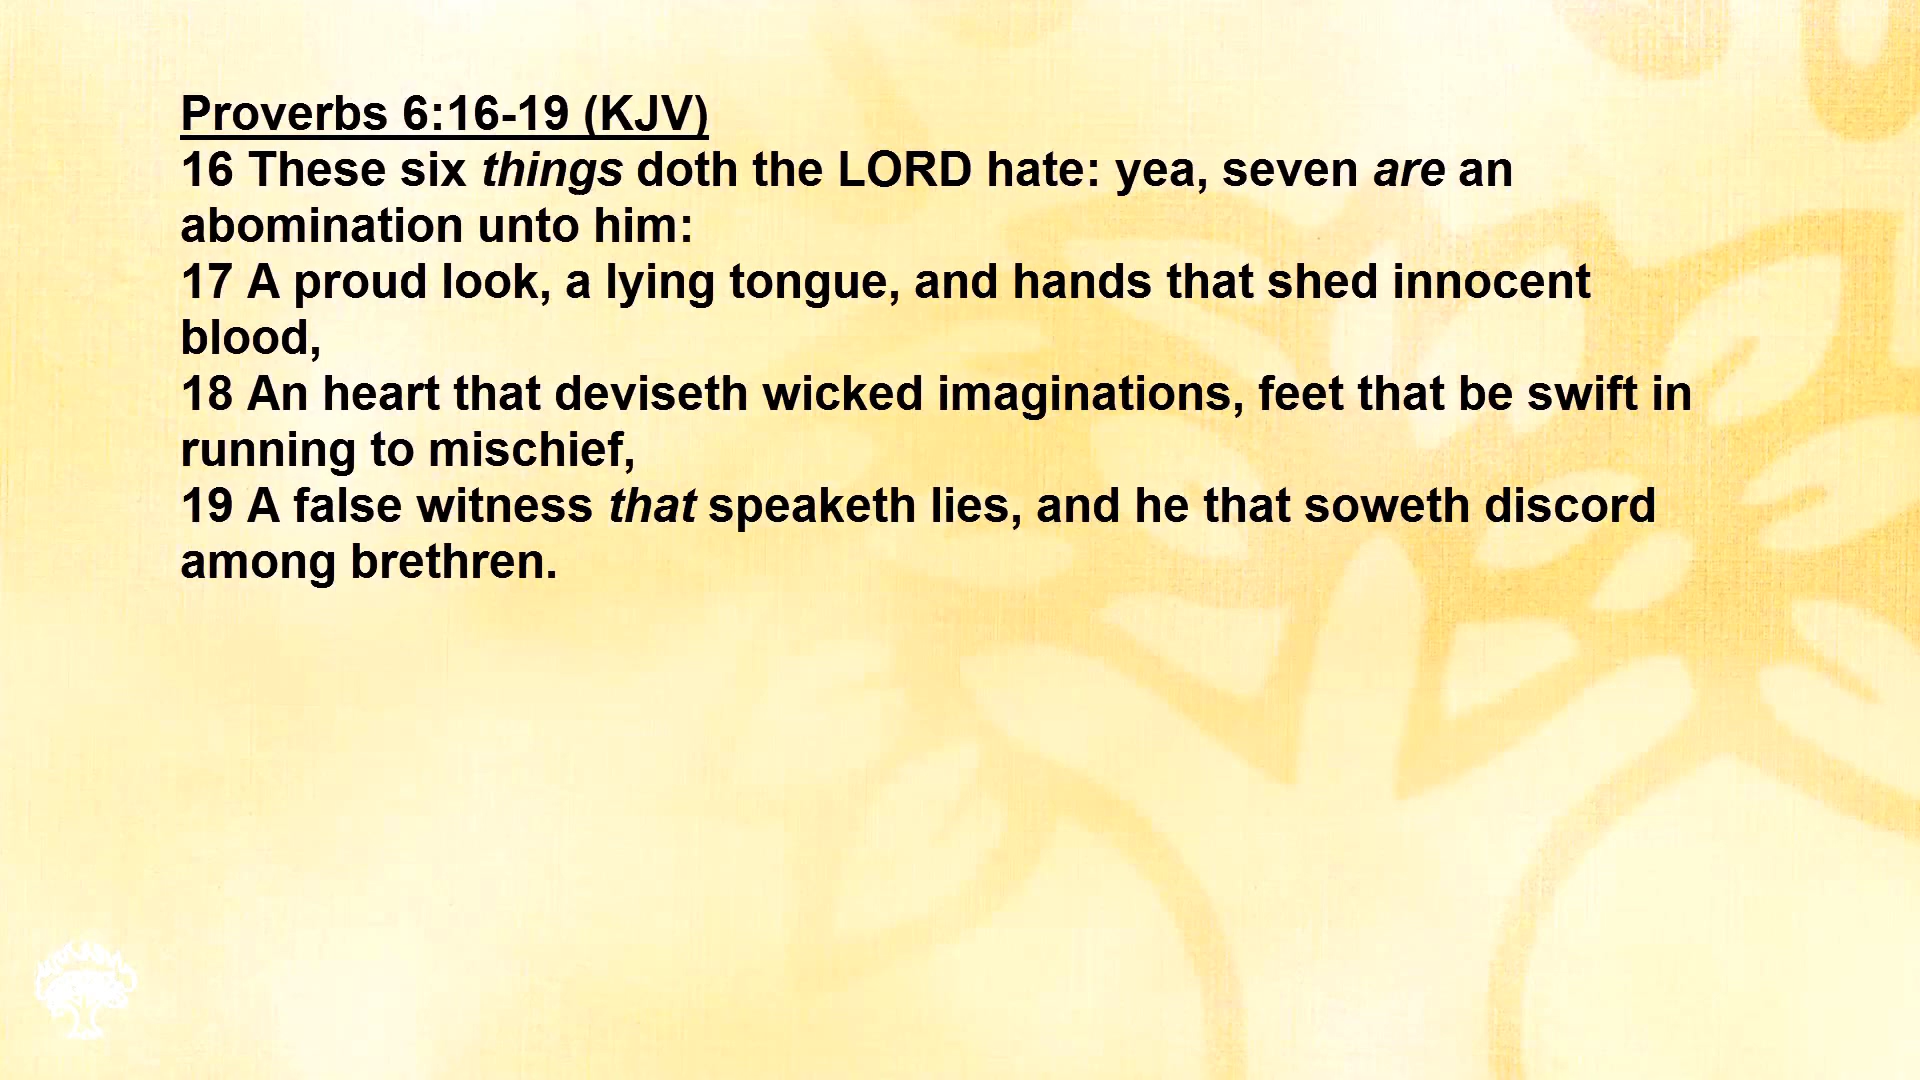 Proverbs 6:16-19 (KJV)
16 These six things doth the LORD hate: yea, seven are an
abomination unto him:
17 A proud look, a lying tongue, and hands that shed innocent
blood,
18 An heart that deviseth wicked imaginations, feet that be swift in
running to mischief,
19 A false witness that speaketh lies, and he that soweth discord
among brethren.